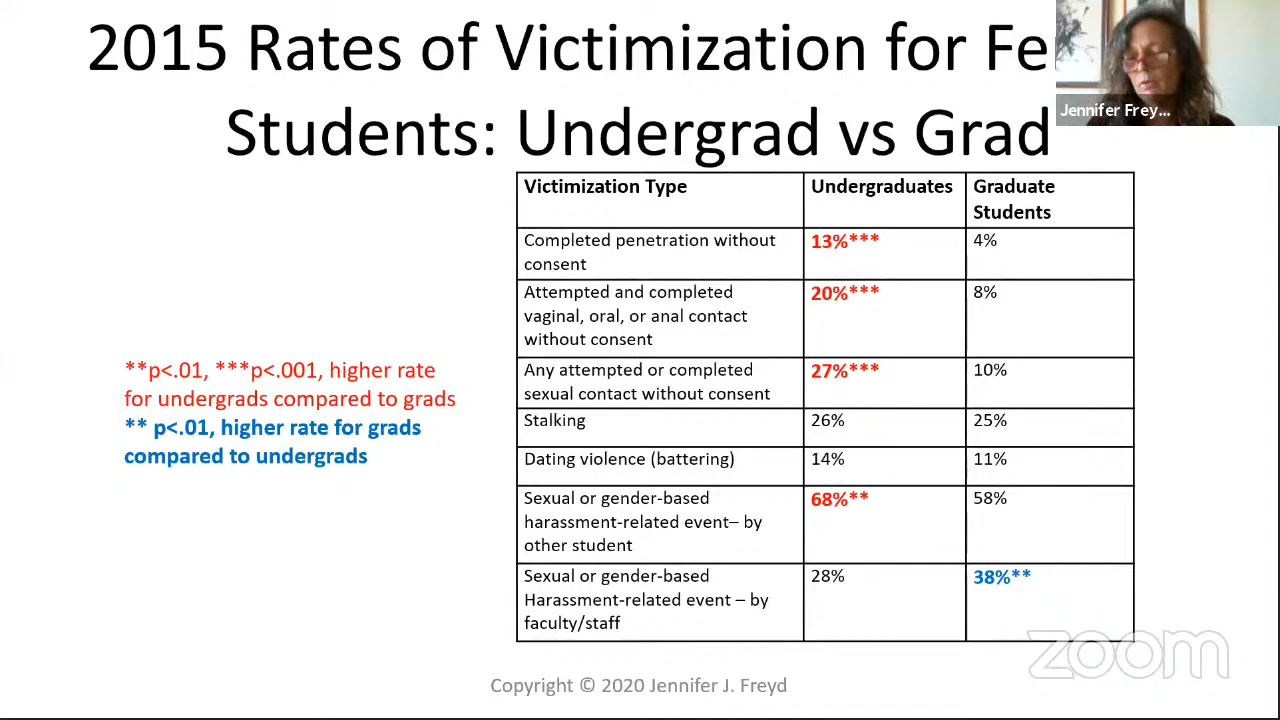 2015 Rates of Victimization for Fe
Students: Undergrad vs Grad
Jennifer Frey...
Victimization Type Undergraduates Graduate
Students
Completed penetration without
consent
13%*** 4%
Attempted and completed
vaginal, oral, or anal contact
without consent
20%*** 8%
Any attempted or completed
sexual contact without consent
27%*** 10%
Stalking 26% 25%
Dating violence (battering) 14% 11%
Sexual or gender-based
harassment-related event– by
other student
68%** 58%
Sexual or gender-based
Harassment-related event – by
faculty/staff
28% 38%**
**p<.01, ***p<.001, higher rate
for undergrads compared to grads
** p<.01, higher rate for grads
compared to undergrads
zoom
Copyright © 2020 Jennifer J. Freyd